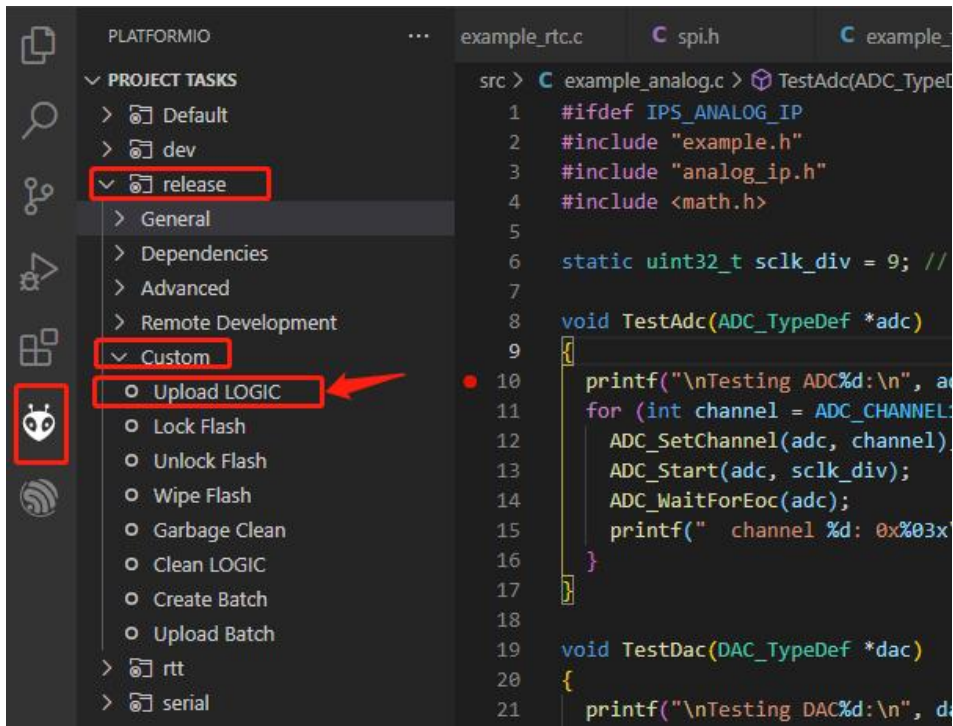 PLATFORMIO
PROJECT TASKS
Default
dev
release
General
Dependencies
Advanced
Remote Development
Custom
Upload LOGIC
Lock Flash
Unlock Flash
Wipe Flash
Garbage Clean
Clean LOGIC
Create Batch
Upload Batch
rtt
serial
example_rtc.c C spi.h C example_
src > C example_analog.c > TestAdc(ADC_TypeD
1 #ifdef IPS_ANALOG_IP
2 #include "example.h"
3 #include "analog_ip.h"
4 #include <math.h>
5
6 static uint32_t sclk_div = 9; //
7
8 void TestAdc(ADC_TypeDef *adc)
9 {
10 printf("\nTesting ADC%d:\n", ad
11 for (int channel = ADC_CHANNEL
12 ADC_SetChannel(adc, channel)
13 ADC_Start(adc, sclk_div);
14 ADC_WaitForEoc(adc);
15 printf(" channel %d: 0x%03x
16 }
17 }
18
19 void TestDac(DAC_TypeDef *dac)
20 {
21 printf("\nTesting DAC%d:\n", da